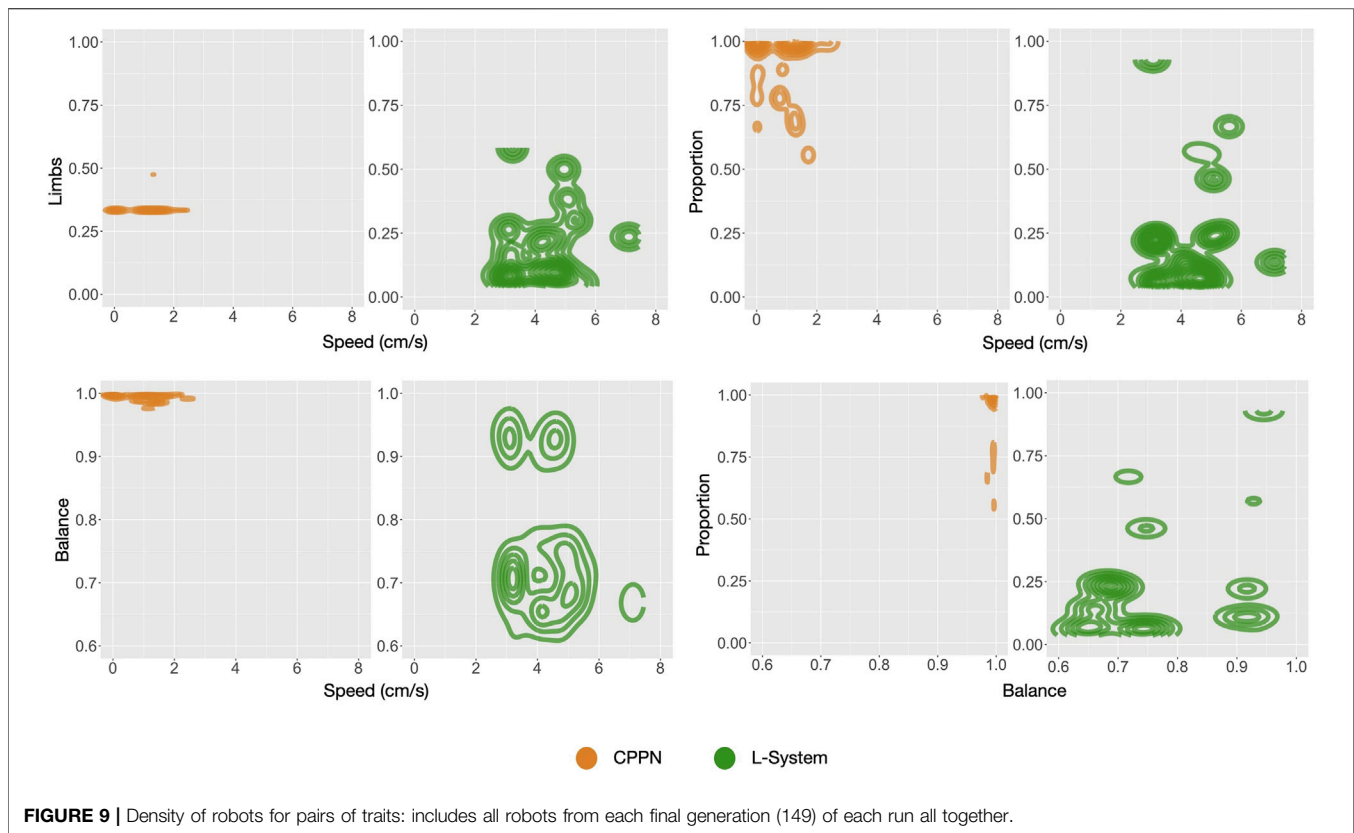 1.00
0.75
0.50
0.25
0.00
Limbs
0 2 4 6 8
1.00
0.75
0.50
0.25
0.00
0 2 4 6 8
Speed (cm/s)
1.00
0.75
0.50
0.25
0.00
Proportion
0 2 4 6 8
1.00
0.75
0.50
0.25
0.00
0 2 4 6 8
Speed (cm/s)
1.0
0.9
0.8
0.7
0.6
Balance
0 2 4 6 8
1.0
0.9
0.8
0.7
0.6
0 2 4 6 8
Speed (cm/s)
1.00
0.75
0.50
0.25
0.00
Proportion
0.6 0.7 0.8 0.9 1.0
1.00
0.75
0.50
0.25
0.00
0.6 0.7 0.8 0.9 1.0
Balance
CPPN L-System
FIGURE 9 | Density of robots for pairs of traits: includes all robots from each final generation (149) of each run all together.